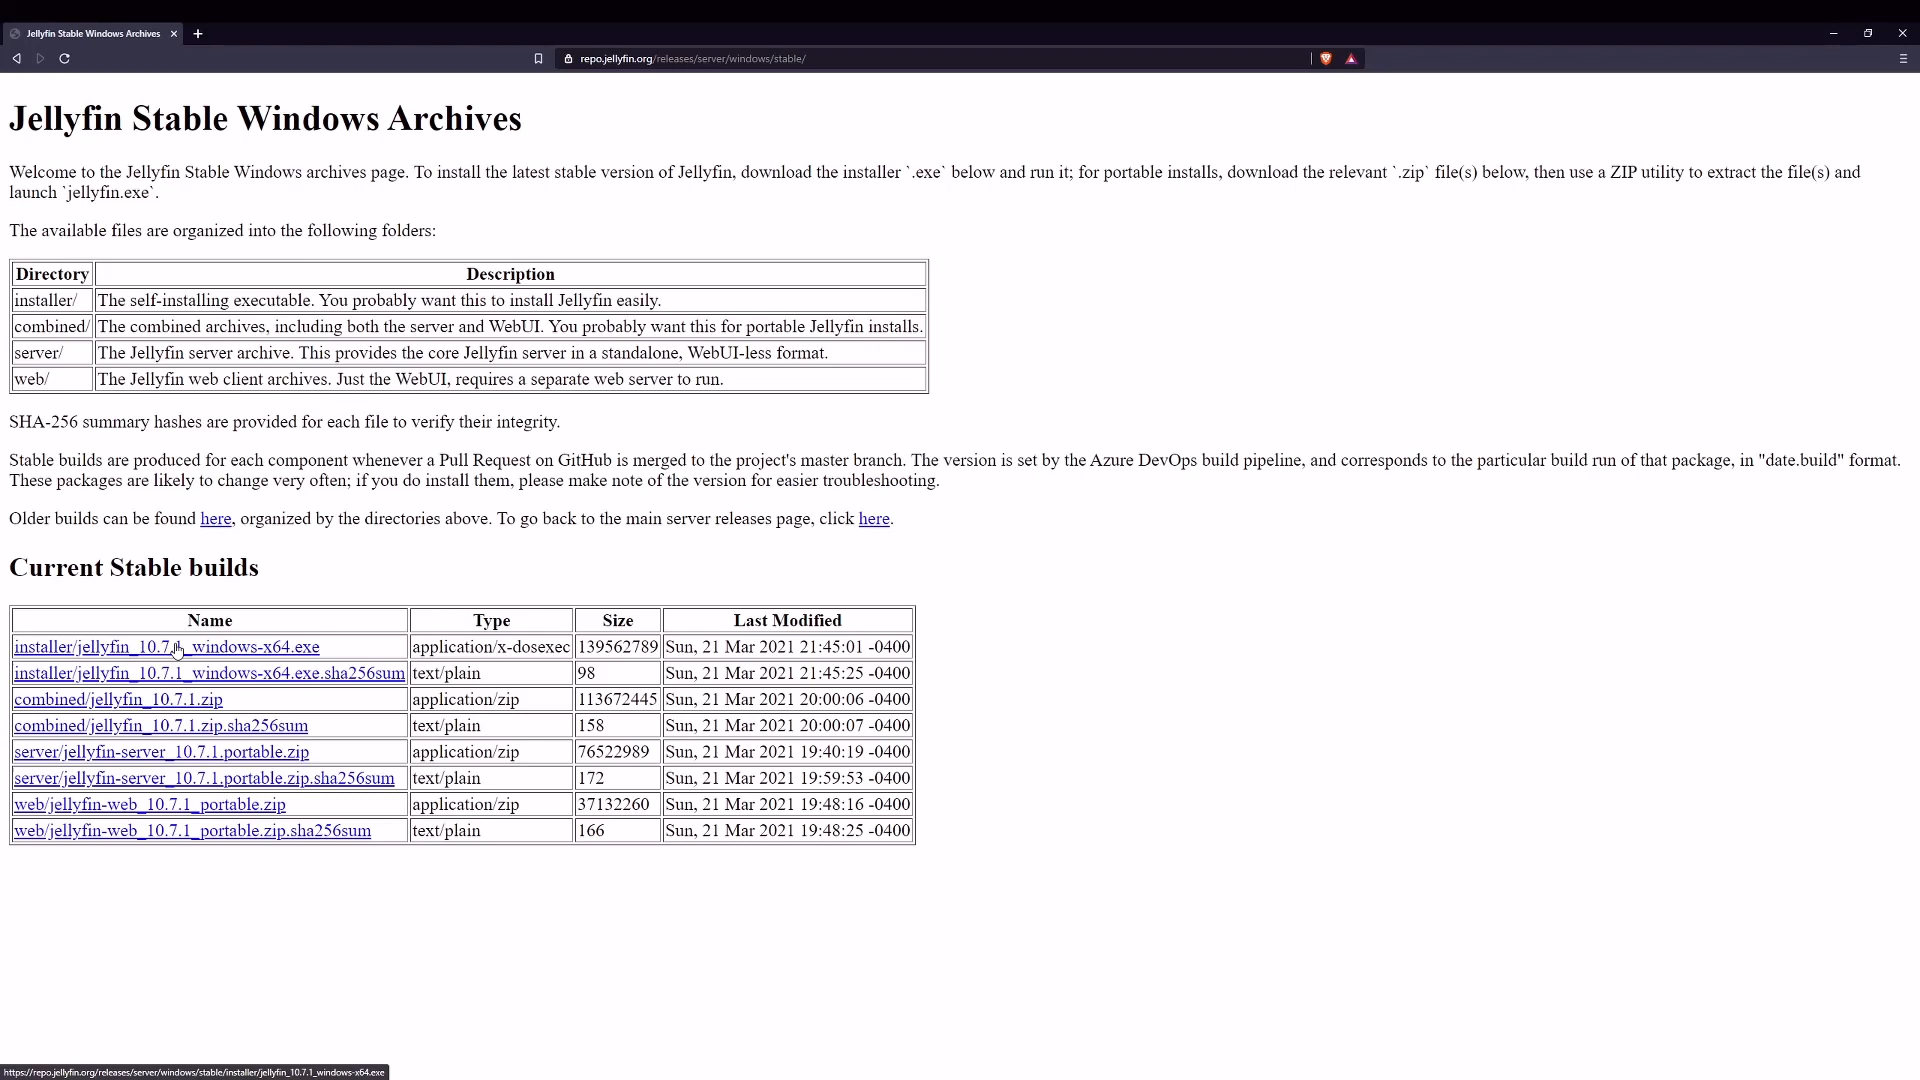 Jellyfin Stable Windows Archives
repo.jellyfin.org/releases/server/windows/stable/
Jellyfin Stable Windows Archives
Welcome to the Jellyfin Stable Windows archives page. To install the latest stable version of Jellyfin, download the installer `.exe` below and run it; for portable installs, download the relevant `.zip` file(s) below, then use a ZIP utility to extract the file(s) and
launch `jellyfin.exe`.
The available files are organized into the following folders:
Directory Description
installer/ The self-installing executable. You probably want this to install Jellyfin easily.
combined/ The combined archives, including both the server and WebUI. You probably want this for portable Jellyfin installs.
server/ The Jellyfin server archive. This provides the core Jellyfin server in a standalone, WebUI-less format.
web/ The Jellyfin web client archives. Just the WebUI, requires a separate web server to run.
SHA-256 summary hashes are provided for each file to verify their integrity.
Stable builds are produced for each component whenever a Pull Request on GitHub is merged to the project's master branch. The version is set by the Azure DevOps build pipeline, and corresponds to the particular build run of that package, in "date.build" format.
These packages are likely to change very often; if you do install them, please make note of the version for easier troubleshooting.
Older builds can be found here, organized by the directories above. To go back to the main server releases page, click here.
Current Stable builds
Name Type Size Last Modified
installer/jellyfin_10.7.1_windows-x64.exe application/x-dosexec 139562789 Sun, 21 Mar 2021 21:45:01 -0400
installer/jellyfin_10.7.1_windows-x64.exe.sha256sum text/plain 98 Sun, 21 Mar 2021 21:45:25 -0400
combined/jellyfin_10.7.1.zip application/zip 113672445 Sun, 21 Mar 2021 20:00:06 -0400
combined/jellyfin_10.7.1.zip.sha256sum text/plain 158 Sun, 21 Mar 2021 20:00:07 -0400
server/jellyfin-server_10.7.1.portable.zip application/zip 76522989 Sun, 21 Mar 2021 19:40:19 -0400
server/jellyfin-server_10.7.1.portable.zip.sha256sum text/plain 172 Sun, 21 Mar 2021 19:59:53 -0400
web/jellyfin-web_10.7.1_portable.zip application/zip 37132260 Sun, 21 Mar 2021 19:48:16 -0400
web/jellyfin-web_10.7.1_portable.zip.sha256sum text/plain 166 Sun, 21 Mar 2021 19:48:25 -0400
https://repo.jellyfin.org/releases/server/windows/stable/installer/jellyfin_10.7.1_windows-x64.exe